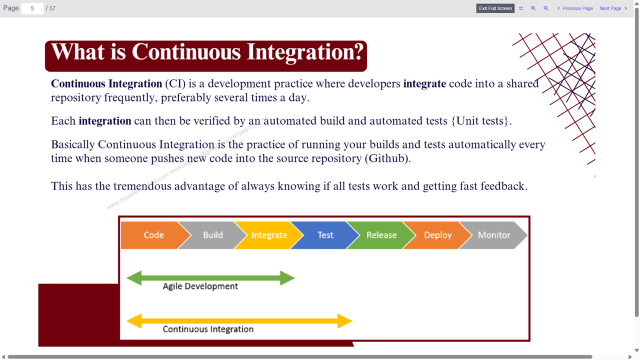 Page 5 / 57 Exit Full Screen Previous Page Next Page
What is Continuous Integration?
Continuous Integration (CI) is a development practice where developers integrate code into a shared
repository frequently, preferably several times a day.
Each integration can then be verified by an automated build and automated tests {Unit tests}.
Basically Continuous Integration is the practice of running your builds and tests automatically every
time when someone pushes new code into the source repository (Github).
This has the tremendous advantage of always knowing if all tests work and getting fast feedback.
Code Build Integrate Test Release Deploy Monitor
Agile Development
Continuous Integration